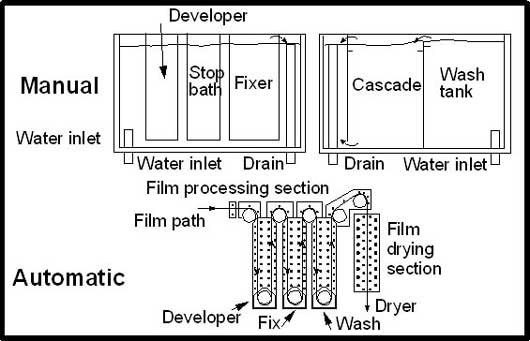 Developer
Manual
Stop
bath
Fixer
Cascade
Wash
tank
Water inlet
Water inlet
Drain
Drain
Water inlet
Film processing section
Film path
Film
drying
section
Automatic
Developer
Fix
Wash
Dryer